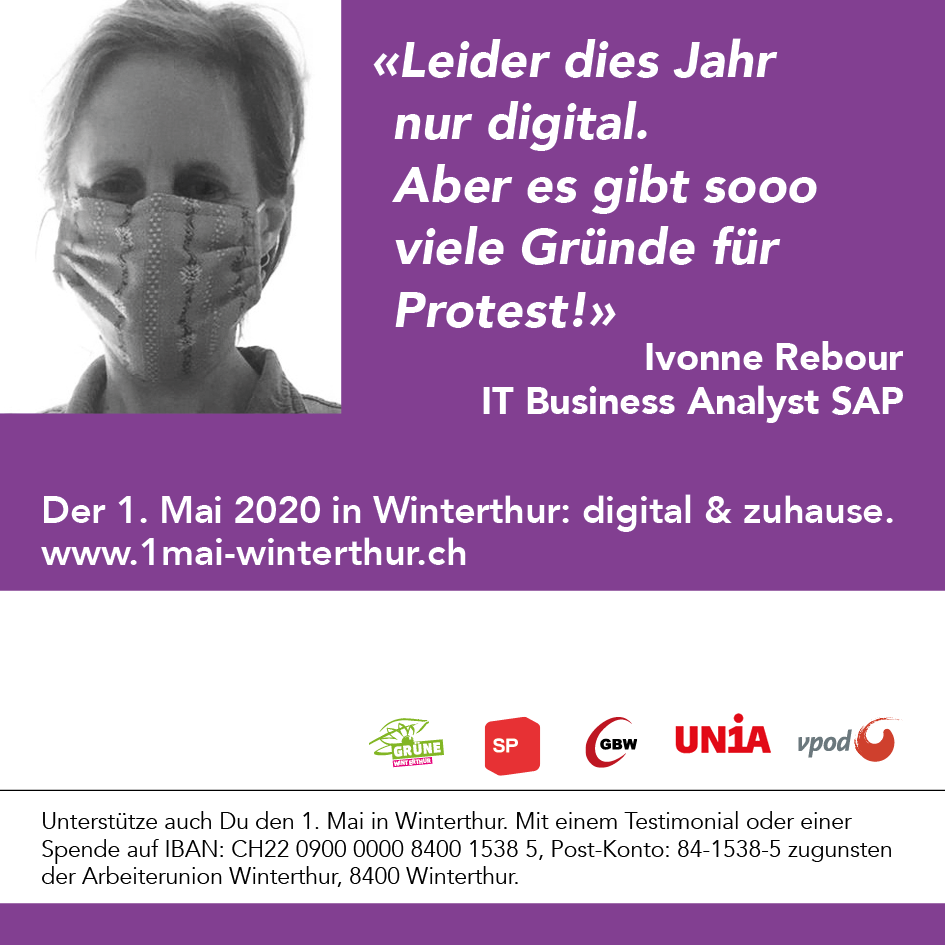 «Leider dies Jahr
nur digital.
Aber es gibt sooo
viele Gründe für
Protest!»
Ivonne Rebour
IT Business Analyst SAP
Der 1. Mai 2020 in Winterthur: digital & zuhause.
www.1mai-winterthur.ch
GRÜNE
WINTERTHUR
SP
GBW
UNiA
vpod
Unterstütze auch Du den 1. Mai in Winterthur. Mit einem Testimonial oder einer
Spende auf IBAN: CH22 0900 0000 8400 1538 5, Post-Konto: 84-1538-5 zugunsten
der Arbeiterunion Winterthur, 8400 Winterthur.